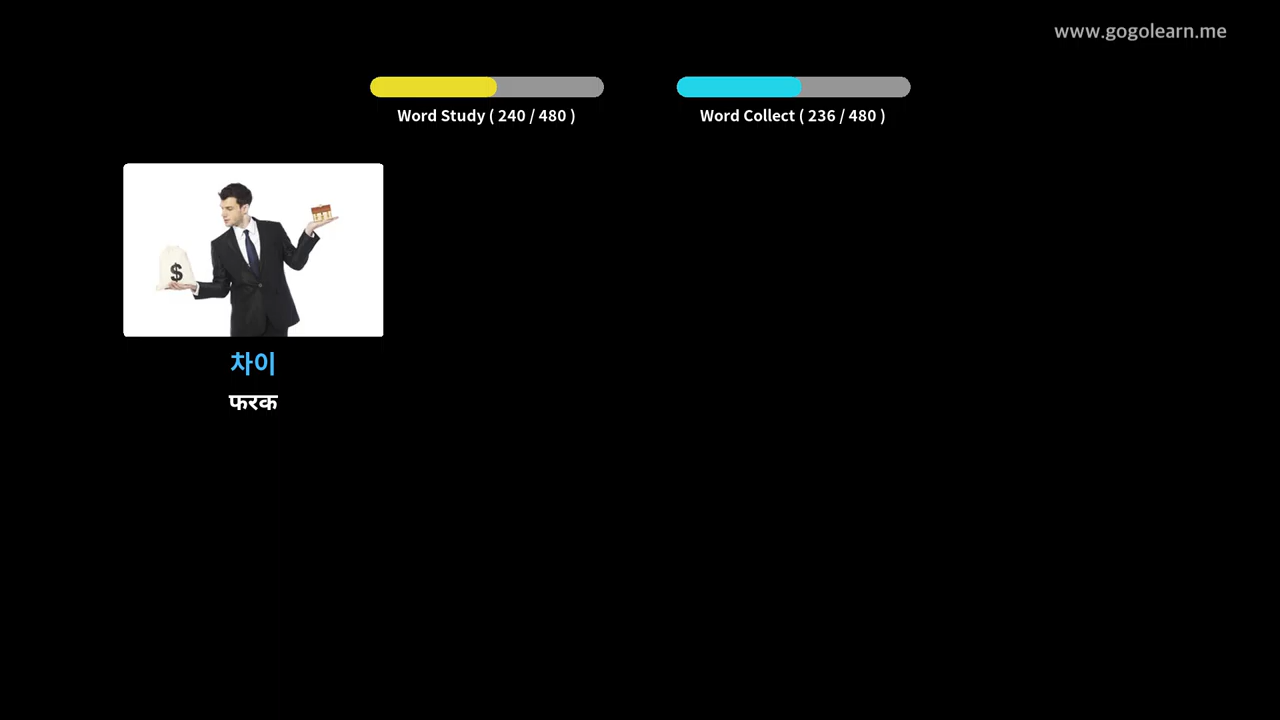 www.gogolearn.me
Word Study ( 240 / 480 )
Word Collect ( 236 / 480 )
$
차이
फरक